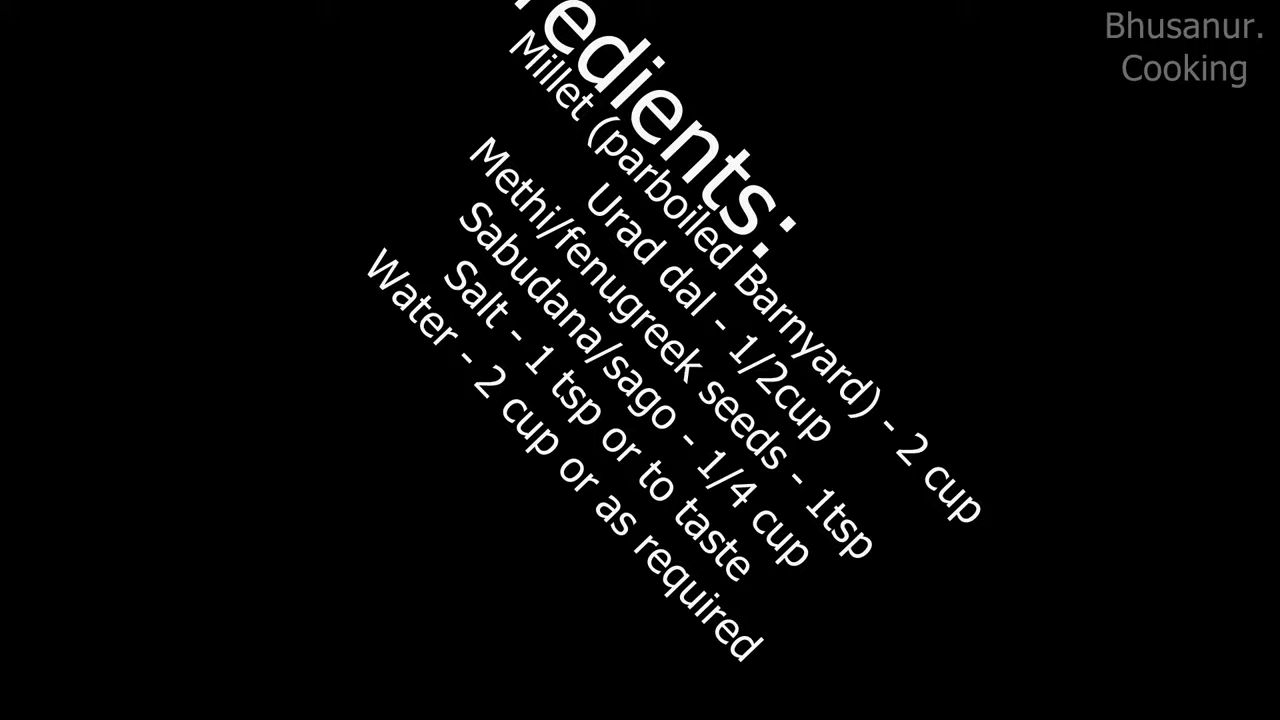 redients:
Millet (parboiled Barnyard) - 2 cup
Urad dal - 1/2cup
Methi/fenugreek seeds - 1tsp
Sabudana/sago - 1/4 cup
Salt - 1 tsp or to taste
Water - 2 cup or as required
Bhusanur.
Cooking